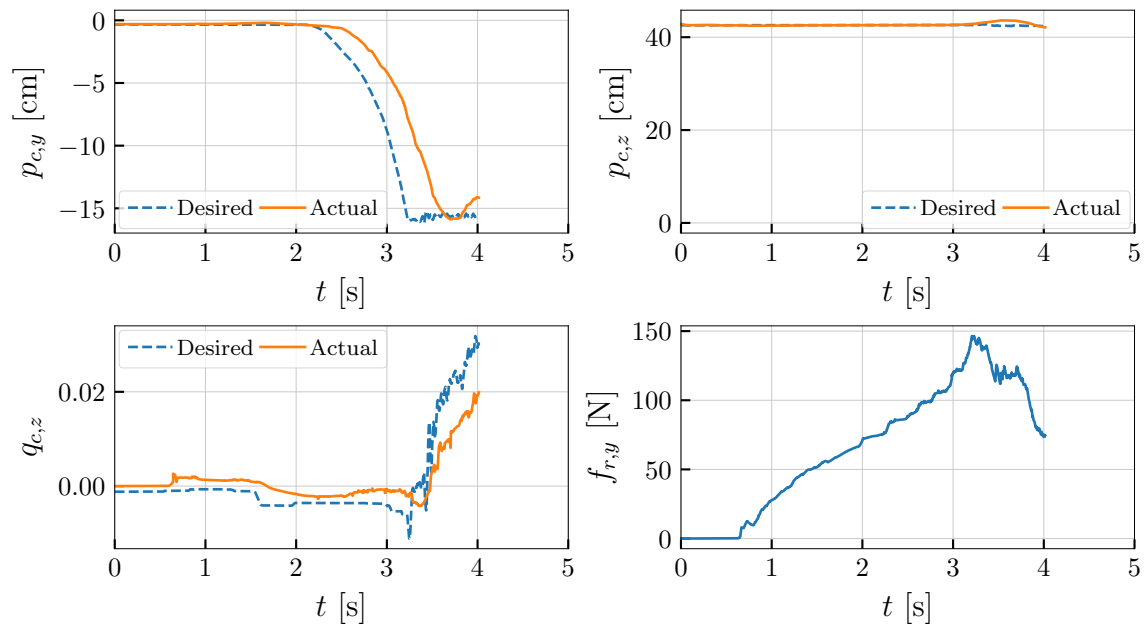 0
−5
−10
−15
p_{c,y} [cm]
Desired Actual
0 1 2 3 4 5
t [s]
40
20
0
p_{c,z} [cm]
Desired Actual
0 1 2 3 4 5
t [s]
0.02
0.00
q_{c,z}
Desired Actual
0 1 2 3 4 5
t [s]
150
100
50
0
f_{r,y} [N]
0 1 2 3 4 5
t [s]